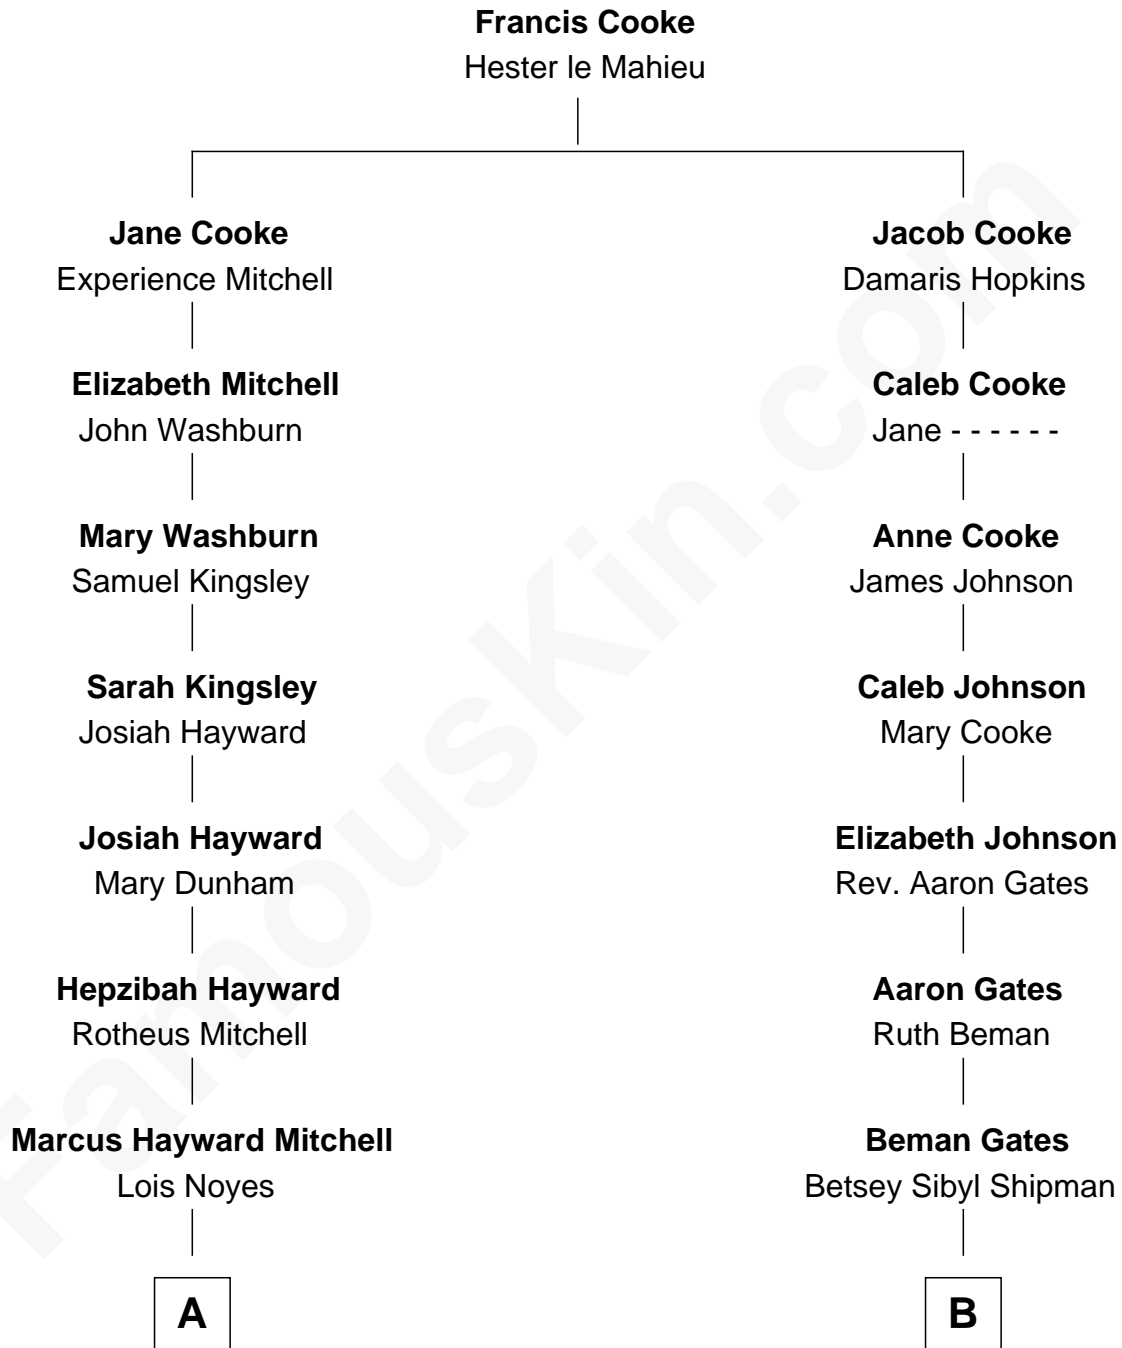 Francis Cooke
Hester le Mahieu
Jane Cooke
Experience Mitchell
Jacob Cooke
Damaris Hopkins
Elizabeth Mitchell
John Washburn
Caleb Cooke
Jane - - - - - -
Mary Washburn
Samuel Kingsley
Anne Cooke
James Johnson
Sarah Kingsley
Josiah Hayward
Caleb Johnson
Mary Cooke
Josiah Hayward
Mary Dunham
Elizabeth Johnson
Rev. Aaron Gates
Hepzibah Hayward
Rotheus Mitchell
Aaron Gates
Ruth Beman
Marcus Hayward Mitchell
Lois Noyes
Beman Gates
Betsey Sibyl Shipman
A
B
FamousKin.com